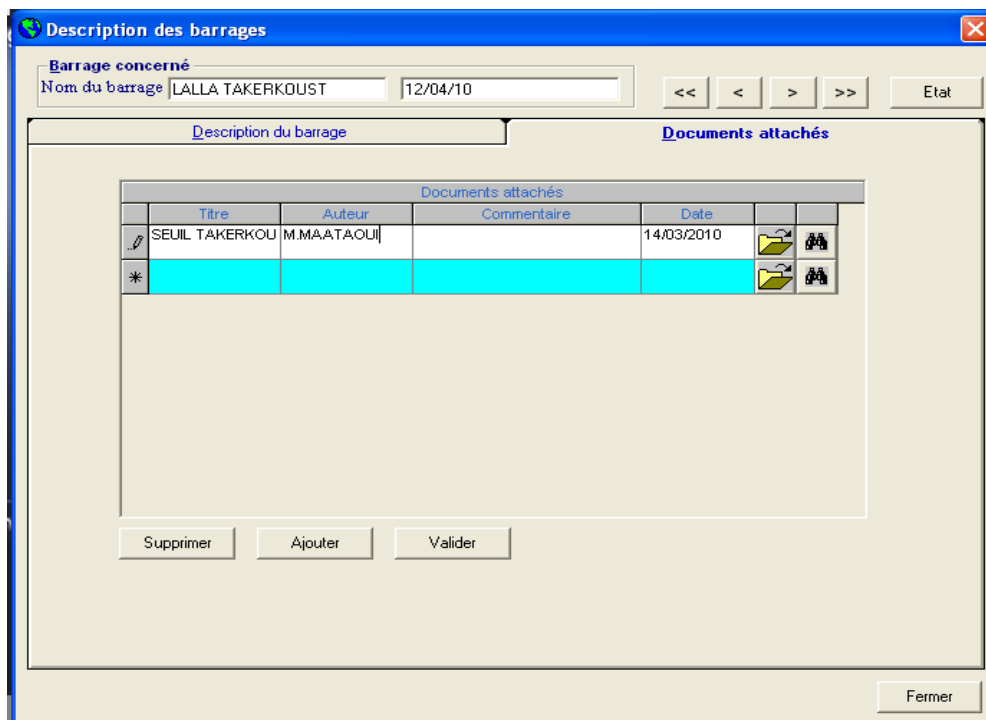 Description des barrages
Barrage concerné
Nom du barrage LALLA TAKERKOUST 12/04/10 << < > >> Etat
Description du barrage Documents attachés
Documents attachés
Titre Auteur Commentaire Date
SEUIL TAKERKOU M.MAATAOUI 14/03/2010
Supprimer Ajouter Valider
Fermer